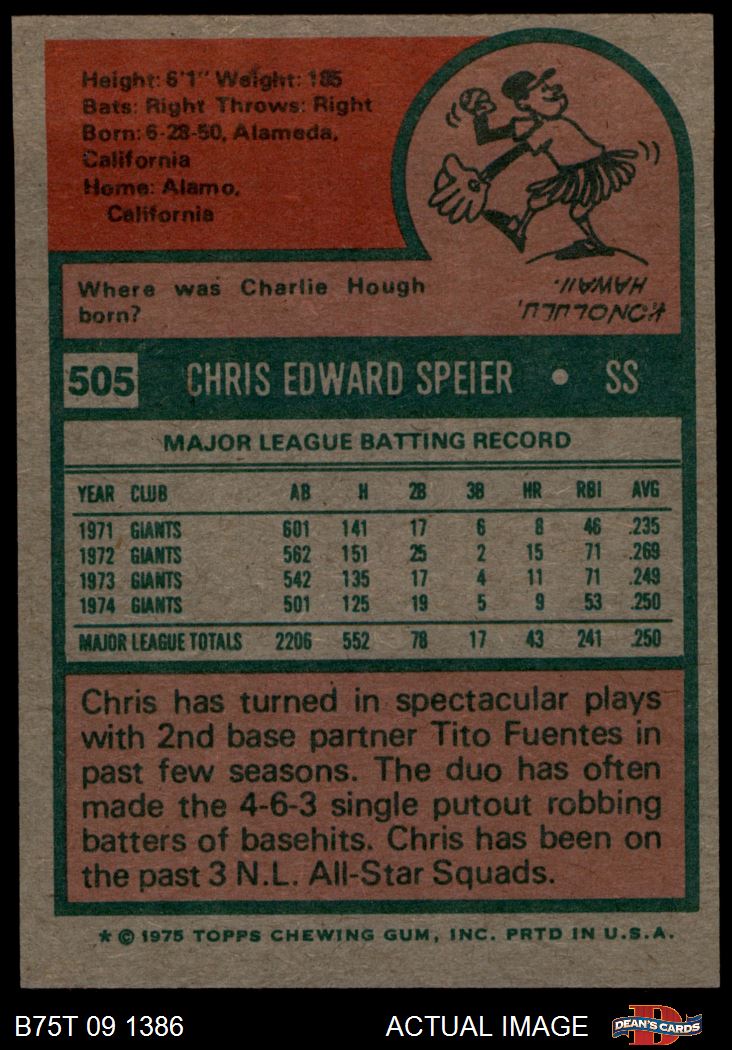 Height: 6'1" Weight: 185
Bats: Right Throws: Right
Born: 6-28-50, Alameda,
California
Home: Alamo,
California
Where was Charlie Hough
born?
HONOLULU,
HAWAII.
505 CHRIS EDWARD SPEIER • SS
MAJOR LEAGUE BATTING RECORD
YEAR CLUB AB H 2B 3B HR RBI AVG
1971 GIANTS 601 141 17 6 8 46 .235
1972 GIANTS 562 151 25 2 15 71 .269
1973 GIANTS 542 135 17 4 11 71 .249
1974 GIANTS 501 125 19 5 9 53 .250
MAJOR LEAGUE TOTALS 2206 552 78 17 43 241 .250
Chris has turned in spectacular plays
with 2nd base partner Tito Fuentes in
past few seasons. The duo has often
made the 4-6-3 single putout robbing
batters of basehits. Chris has been on
the past 3 N.L. All-Star Squads.
* © 1975 TOPPS CHEWING GUM, INC. PRTD IN U.S.A.
B75T 09 1386 ACTUAL IMAGE D DEAN'S CARDS